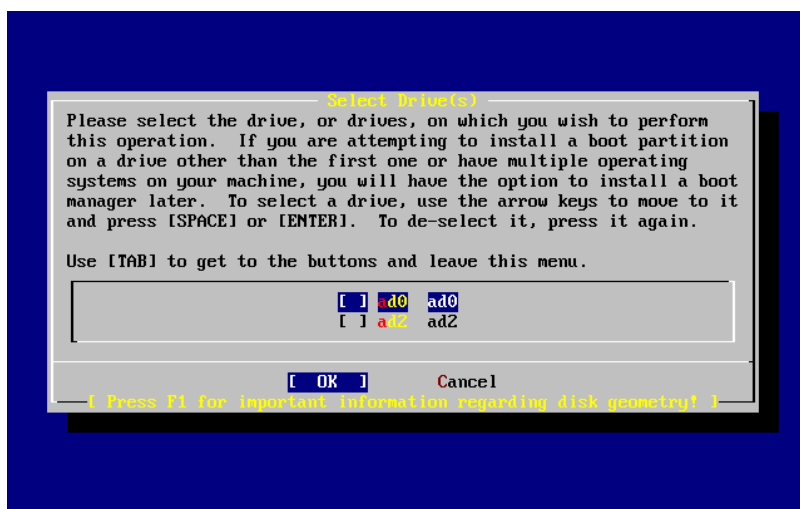 Select Drive(s)
Please select the drive, or drives, on which you wish to perform
this operation.  If you are attempting to install a boot partition
on a drive other than the first one or have multiple operating
systems on your machine, you will have the option to install a boot
manager later.  To select a drive, use the arrow keys to move to it
and press [SPACE] or [ENTER].  To de-select it, press it again.
Use [TAB] to get to the buttons and leave this menu.
[ ] ad0  ad0
[ ] ad2  ad2
[  OK  ]  Cancel
[ Press F1 for important information regarding disk geometry! ]